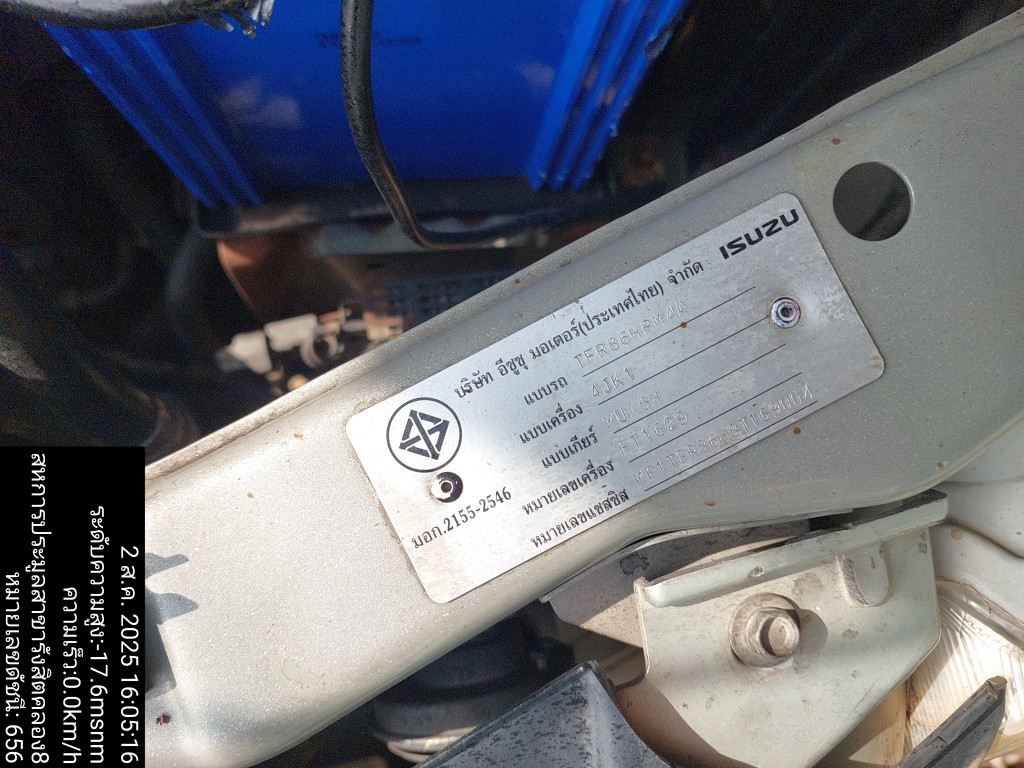 ISUZU
บริษัท อีซูซุ มอเตอร์(ประเทศไทย) จำกัด
แบบรถ TFR86HPM4A
แบบเครื่อง 4JK1
แบบเกียร์
หมายเลขเครื่อง FT1629
หมายเลขแชสซีส์
มอก.2155-2546
2 ส.ค. 2025 16:05:16
ระดับความสูง:-17.6msnm
ความเร็ว:0.0km/h
สหการประมูลสาขารังสิตคลอง8
หมายเลขดัชนี: 656